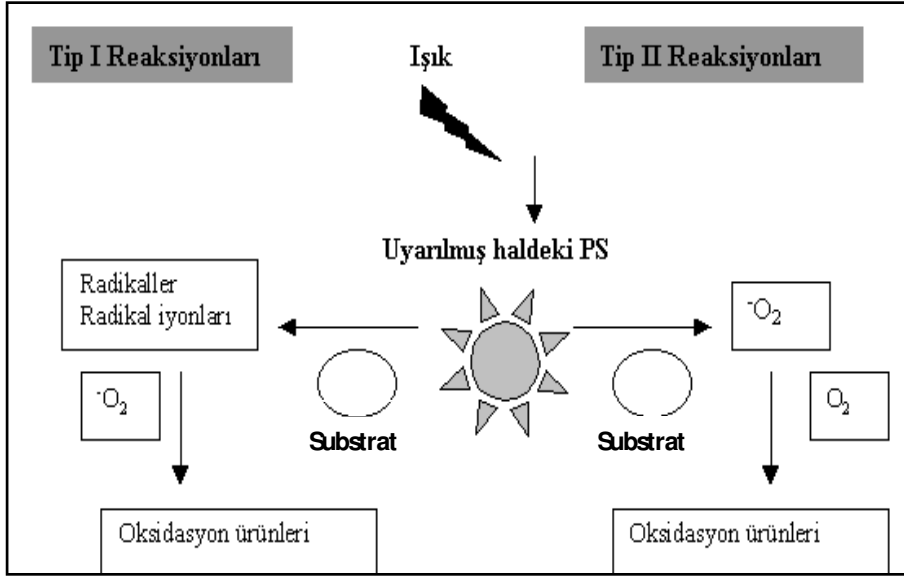 Tip I Reaksiyonları
Işık
Tip II Reaksiyonları
Uyarılmış haldeki PS
Radikaller
Radikal iyonları
⁻O₂
⁻O₂
O₂
Substrat
Substrat
Oksidasyon ürünleri
Oksidasyon ürünleri